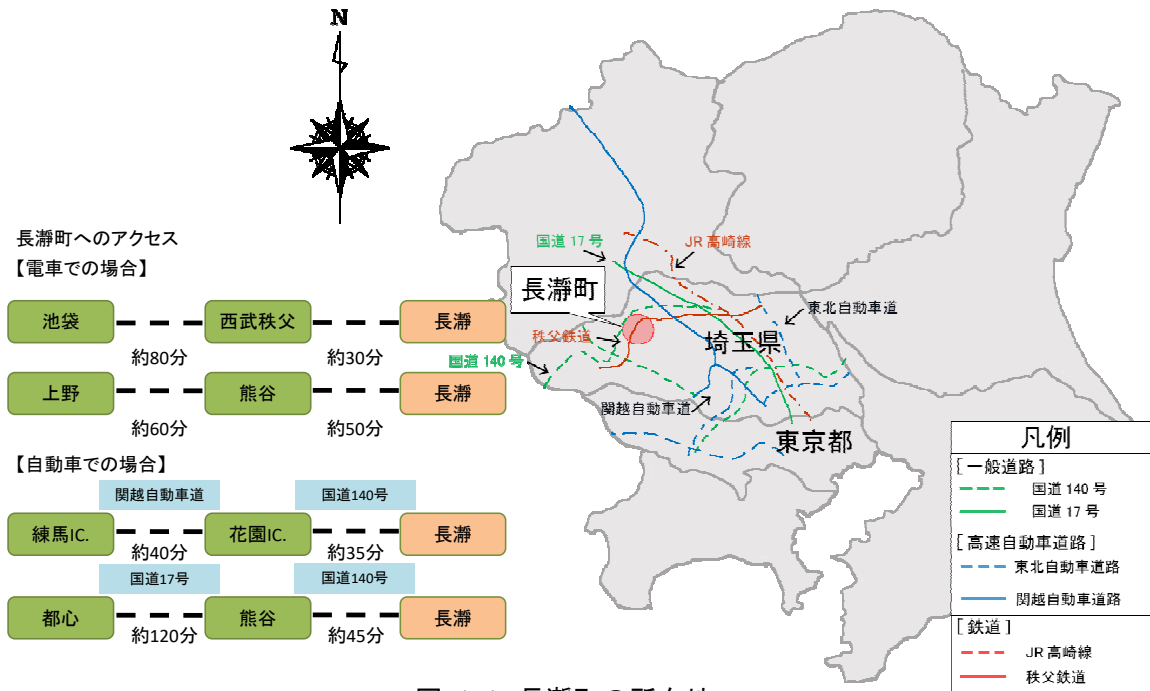 N
長瀞町へのアクセス
【電車での場合】
池袋 西武秩父 長瀞
約80分 約30分
上野 熊谷 長瀞
約60分 約50分
【自動車での場合】
関越自動車道 国道140号
練馬IC. 花園IC. 長瀞
約40分 約35分
国道17号 国道140号
都心 熊谷 長瀞
約120分 約45分
国道 17 号
JR 高崎線
長瀞町
東北自動車道
秩父鉄道
埼玉県
国道 140 号
関越自動車道
東京都
凡例
[ 一般道路 ]
国道 140 号
国道 17 号
[ 高速自動車道路 ]
東北自動車道路
関越自動車道路
[ 鉄道 ]
JR 高崎線
秩父鉄道